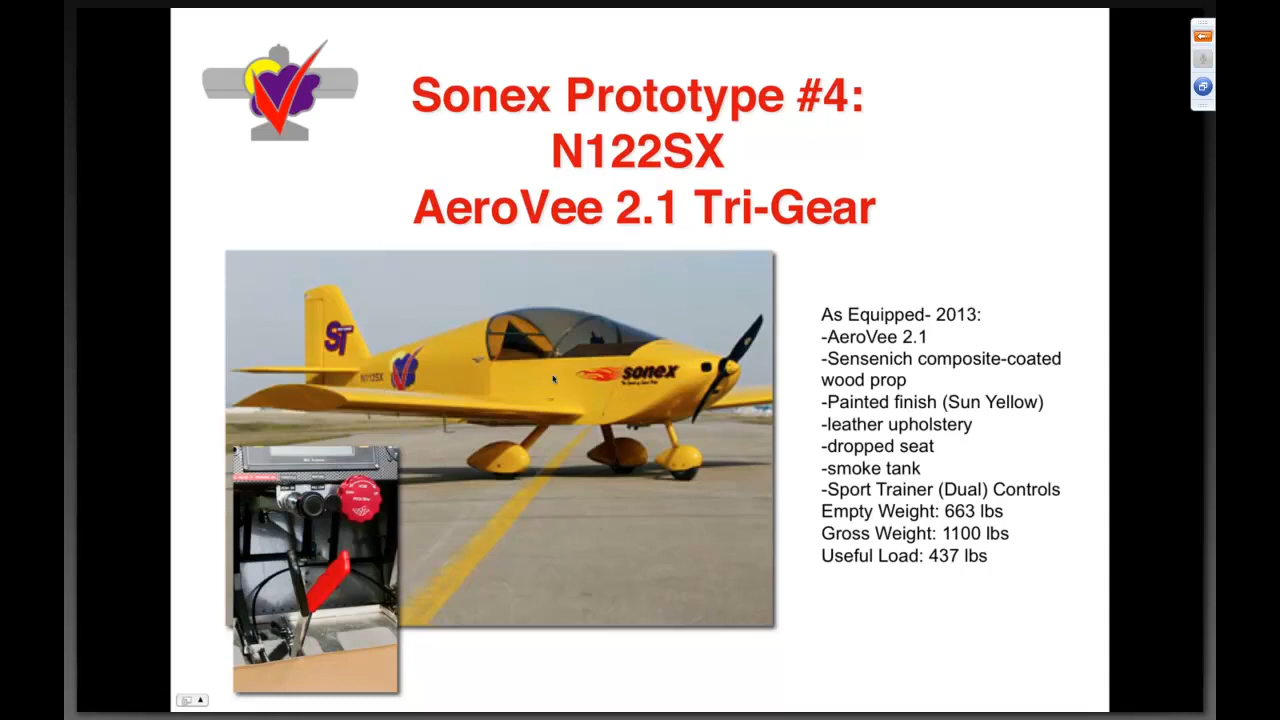 Sonex Prototype #4:
N122SX
AeroVee 2.1 Tri-Gear
ST
N112SX
sonex
As Equipped- 2013:
-AeroVee 2.1
-Sensenich composite-coated
wood prop
-Painted finish (Sun Yellow)
-leather upholstery
-dropped seat
-smoke tank
-Sport Trainer (Dual) Controls
Empty Weight: 663 lbs
Gross Weight: 1100 lbs
Useful Load: 437 lbs